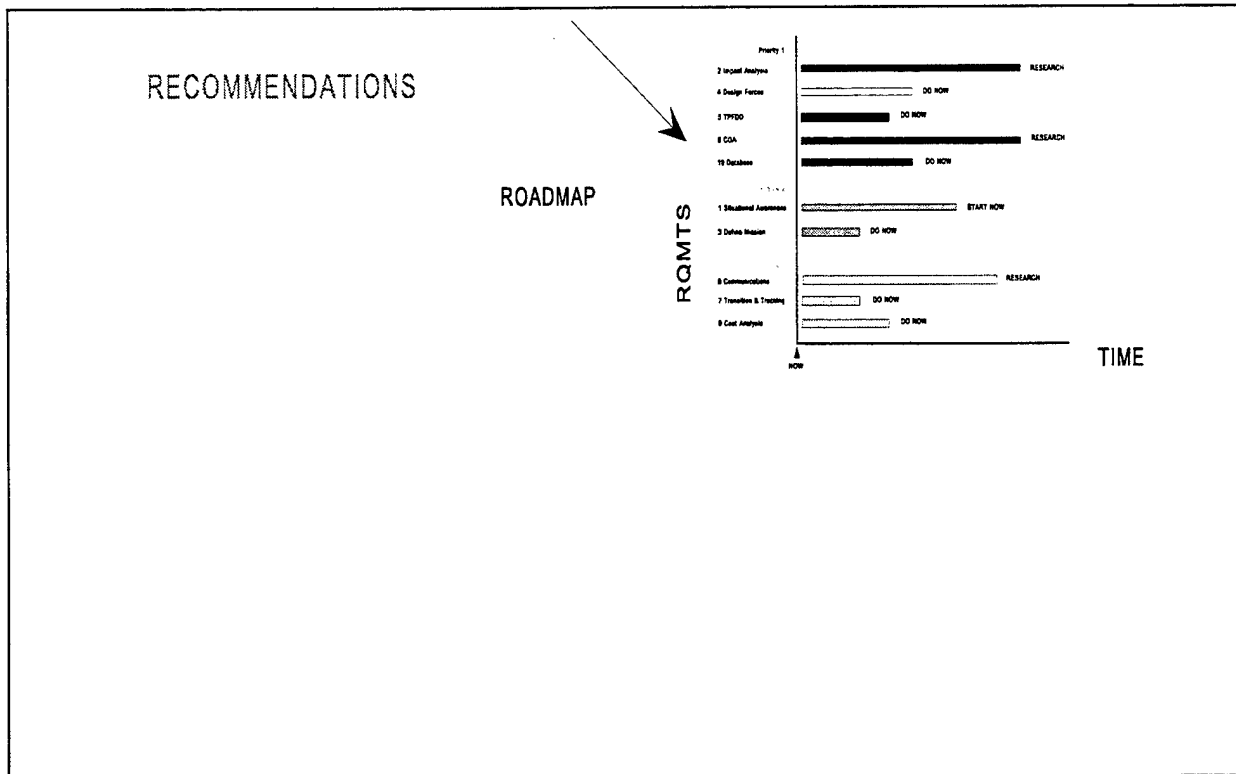 RECOMMENDATIONS
ROADMAP
RQMTS
Priority 1
2 Impact Analysis RESEARCH
4 Design Forces DO NOW
5 TPFDD DO NOW
8 COA RESEARCH
10 Database DO NOW
1 Situational Awareness START NOW
3 Define Mission DO NOW
6 Communications RESEARCH
7 Transition & Tracking DO NOW
9 Cost Analysis DO NOW
NOW
TIME